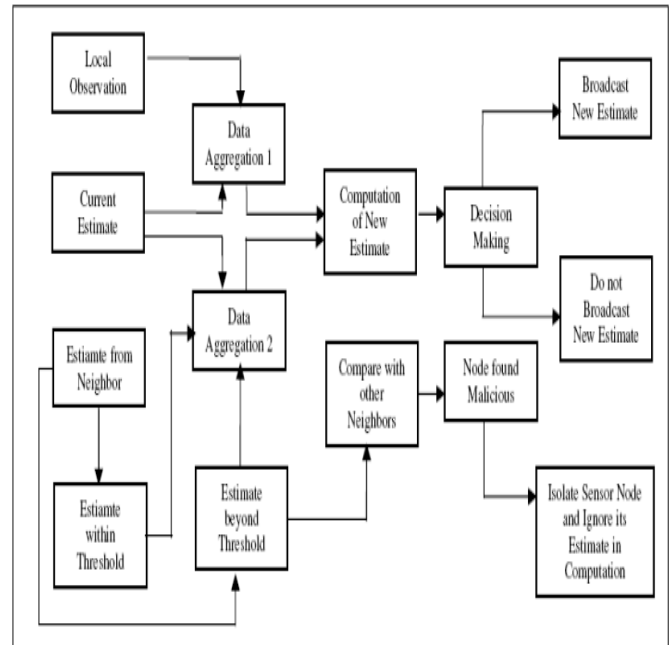 Local
Observation
Data
Aggregation 1
Current
Estimate
Computation
of New
Estimate
Decision
Making
Broadcast
New Estimate
Do not
Broadcast
New Estimate
Data
Aggregation 2
Estiamte from
Neighbor
Compare with
other
Neighbors
Node found
Malicious
Estiamte
within
Threshold
Estimate
beyond
Threshold
Isolate Sensor Node
and Ignore its
Estimate in
Computation